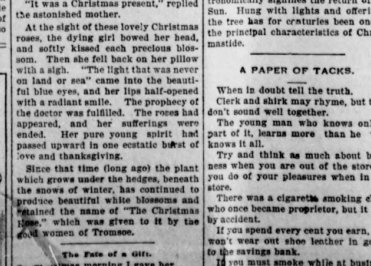 "It was a Christmas present," replied
the astonished mother.
At the sight of these lovely Christmas
roses, the dying girl bowed her head,
and softly kissed each precious blos-
som. Then she fell back on her pillow
with a sigh. "The light that was never
on land or sea" came into the beauti-
ful blue eyes, and her lips half-opened
with a radiant smile. The prophecy of
the doctor was fulfilled. The roses had
appeared, and her sufferings were
ended. Her pure young spirit had
passed upward in one ecstatic burst of
love and thanksgiving.
Since that time (long ago) the plant
which grows under the hedges, beneath
the snows of winter, has continued to
produce beautiful white blossoms and
retained the name of "The Christmas
Rose," which was given to it by the
good women of Tromsoe.
The Fate of a Gift.
morning I gave her
Sun. Hung with lights and
the tree has for centuries been on
the principal characteristics of
mastide.
A PAPER OF TACKS.
When in doubt tell the truth.
Clerk and shirk may rhyme, but
don't sound well together.
The young man who knows
part of it, learns more than he
knows it all.
Try and think as much about
ness when you are out of the store
you do of your pleasures when in
store.
There was a cigarette smoking
who once became proprietor, but it
by accident.
If you spend every cent you earn,
won't wear out shoe leather in
to the savings bank.
If you must smoke while at